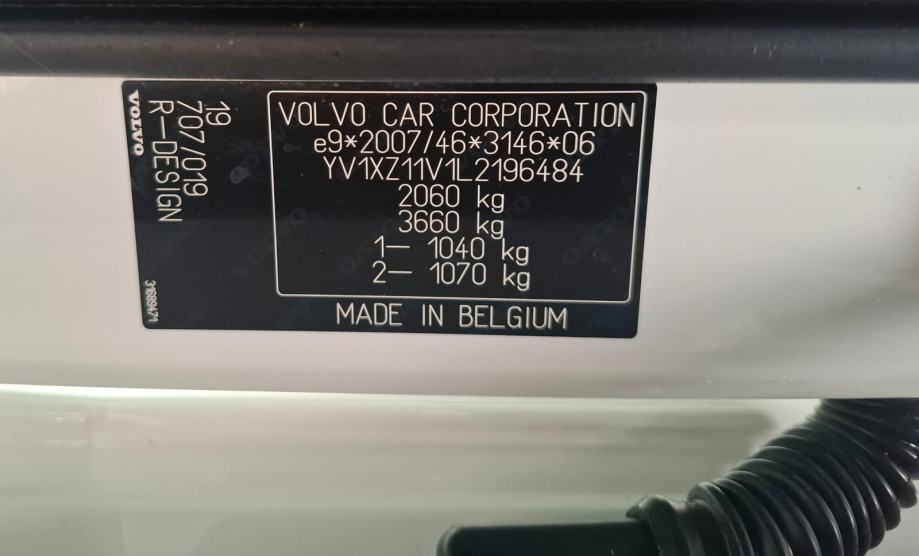 VOLVO CAR CORPORATION
e9*2007/46*3146*06
YV1XZ11V1L2196484
2060 kg
3660 kg
1— 1040 kg
2— 1070 kg
MADE IN BELGIUM
19
707/019
R—DESIGN
VOLVO
31689471